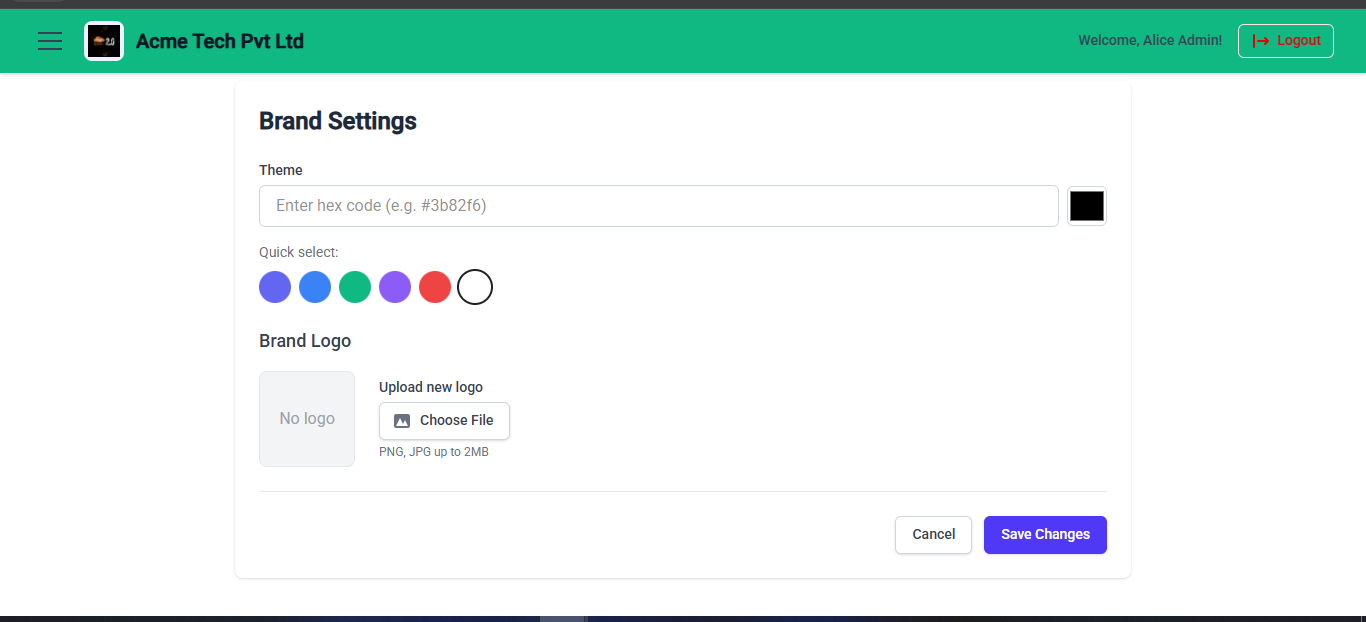 Acme Tech Pvt Ltd
Welcome, Alice Admin!
Logout
Brand Settings
Theme
Enter hex code (e.g. #3b82f6)
Quick select:
Brand Logo
No logo
Upload new logo
Choose File
PNG, JPG up to 2MB
Cancel
Save Changes